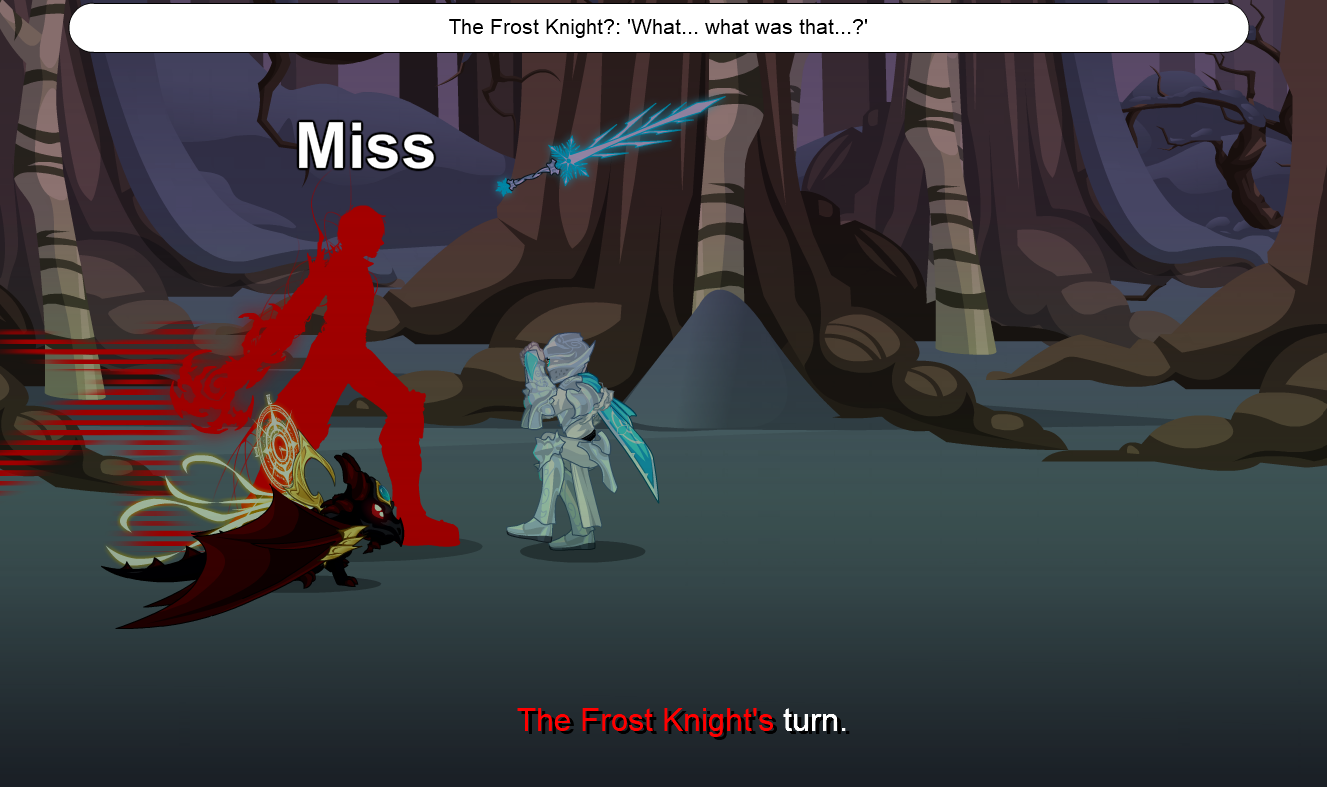 The Frost Knight?: 'What... what was that...?'
Miss
The Frost Knight's turn.